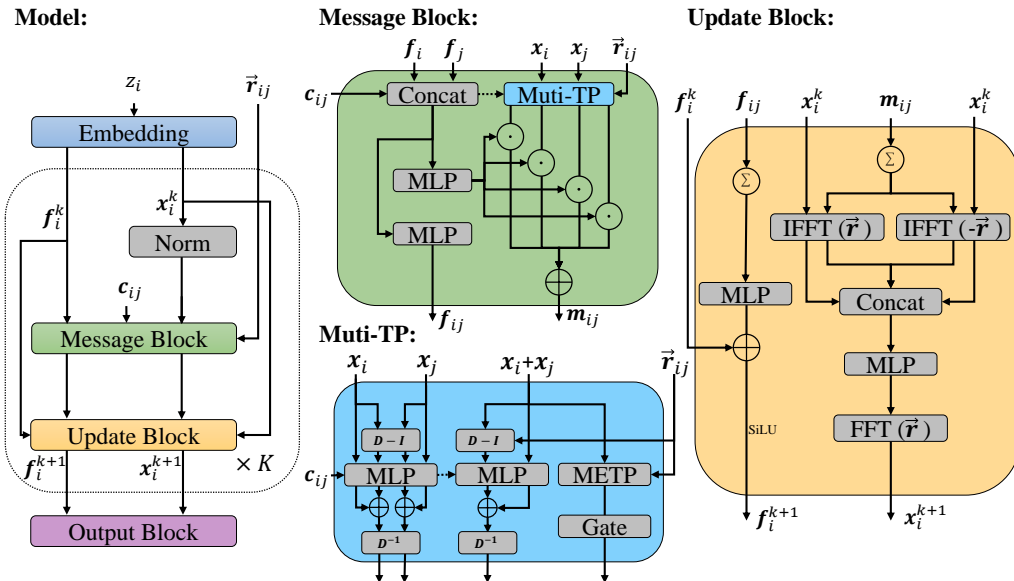 Model:
z_i
r⃗_ij
Embedding
f_i^k
x_i^k
Norm
c_ij
Message Block
Update Block
f_i^{k+1}
x_i^{k+1}
× K
Output Block
Message Block:
f_i
f_j
x_i
x_j
r⃗_ij
c_ij
Concat
Muti-TP
MLP
MLP
f_ij
m_ij
Muti-TP:
x_i
x_j
x_i+x_j
r⃗_ij
D − I
D − I
c_ij
MLP
MLP
METP
D^{-1}
D^{-1}
Gate
Update Block:
f_i^k
f_ij
x_i^k
m_ij
x_i^k
Σ
Σ
IFFT (r⃗)
IFFT (-r⃗)
MLP
Concat
MLP
SiLU
FFT (r⃗)
f_i^{k+1}
x_i^{k+1}